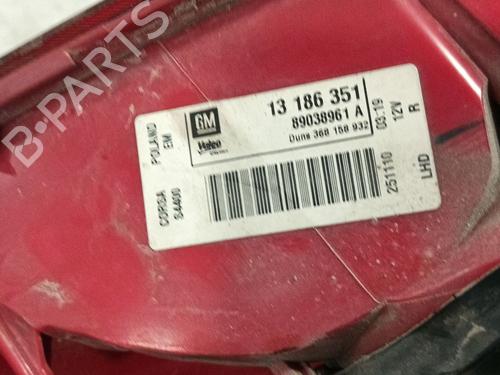 B-PARTS
GM
Valeo
13 186 351
89038961 A
Duns 368 158 932
POLAND
EM
CORSA
S4400
251110
03:19
12V
R
LHD